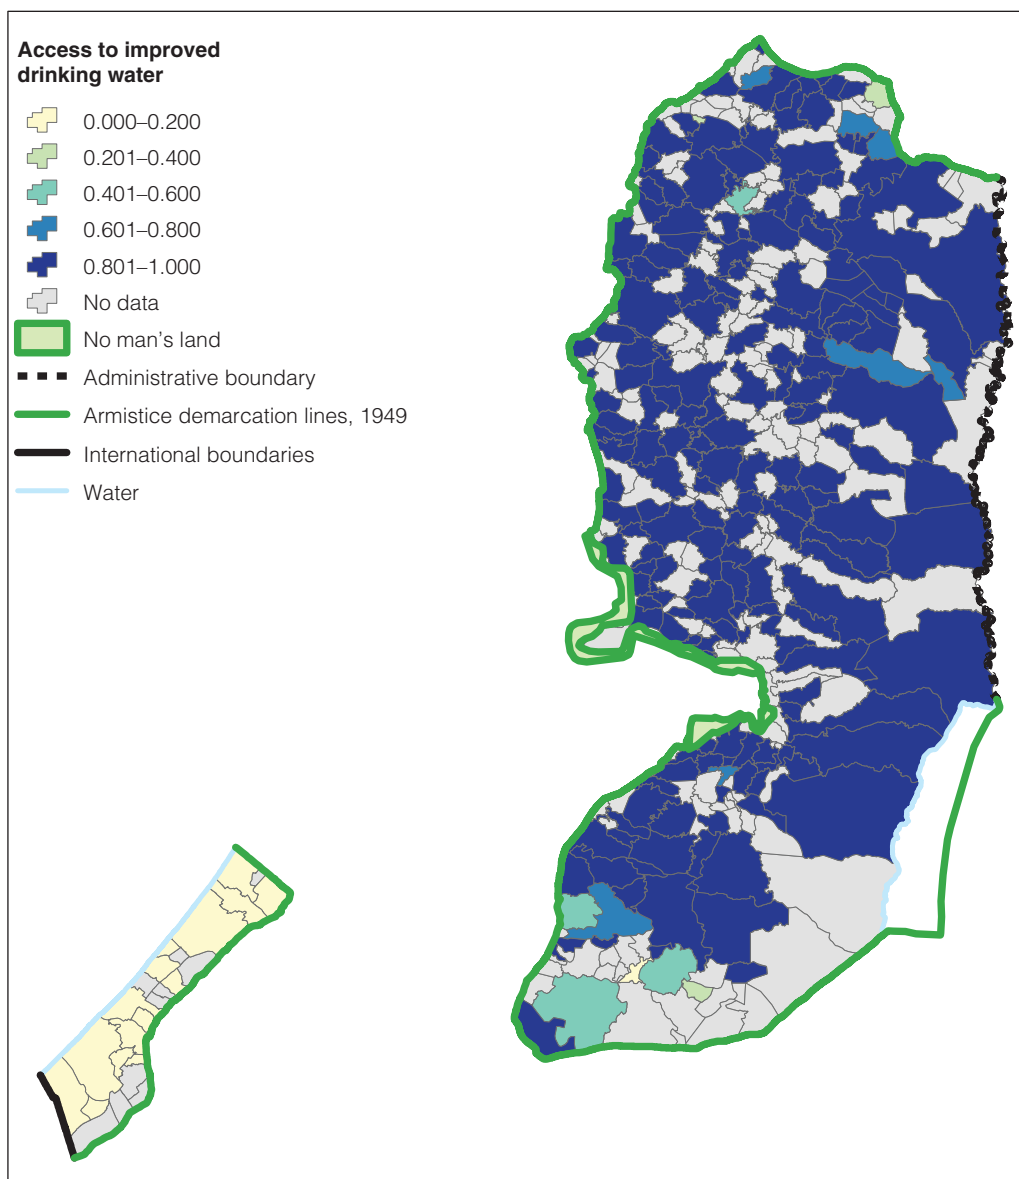 Access to improved
drinking water
0.000–0.200
0.201–0.400
0.401–0.600
0.601–0.800
0.801–1.000
No data
No man’s land
Administrative boundary
Armistice demarcation lines, 1949
International boundaries
Water